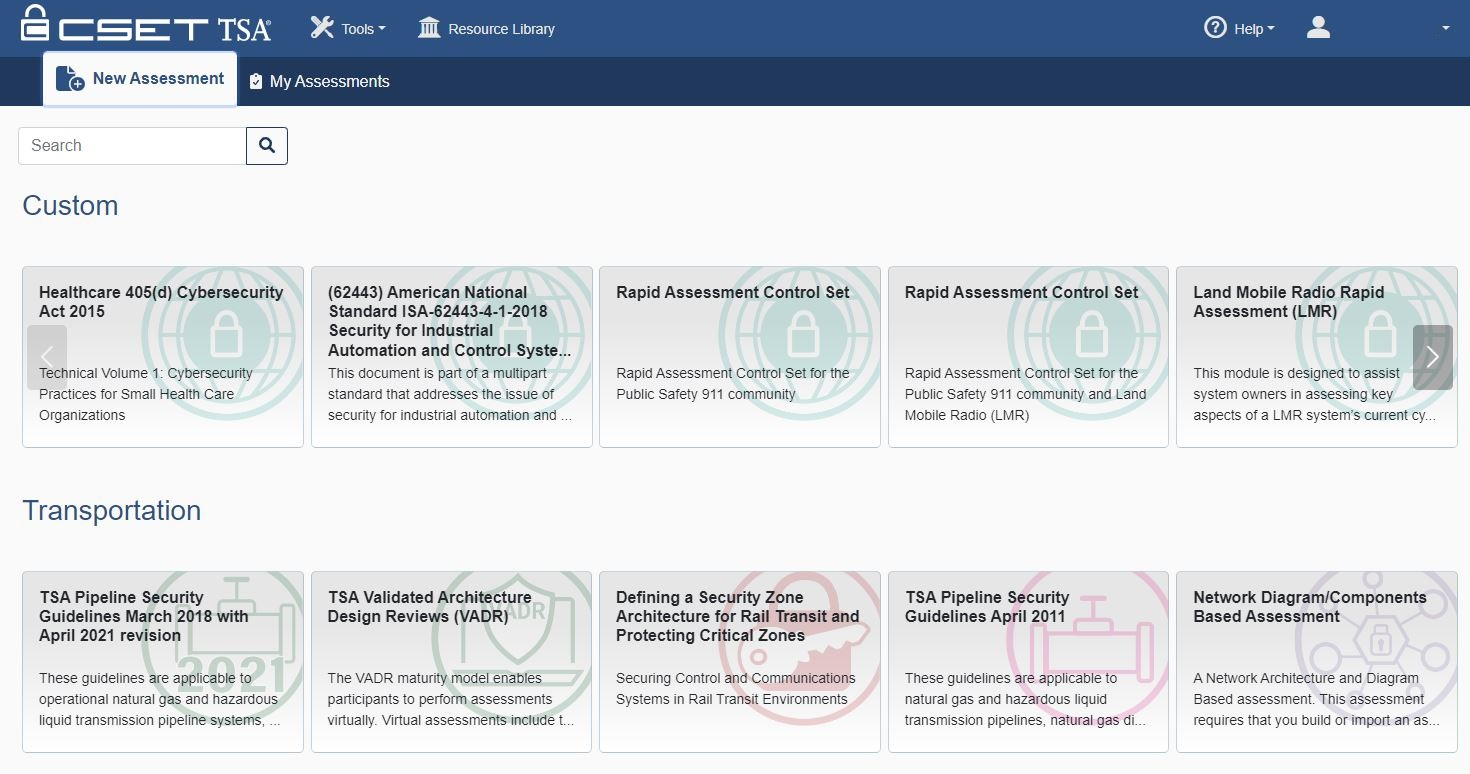 CSET TSA®
Tools
Resource Library
Help
New Assessment
My Assessments
Search
Custom
Healthcare 405(d) Cybersecurity
Act 2015
Technical Volume 1: Cybersecurity
Practices for Small Health Care
Organizations
(62443) American National
Standard ISA-62443-4-1-2018
Security for Industrial
Automation and Control Syste...
This document is part of a multipart
standard that addresses the issue of
security for industrial automation and ...
Rapid Assessment Control Set
Rapid Assessment Control Set for the
Public Safety 911 community
Rapid Assessment Control Set
Rapid Assessment Control Set for the
Public Safety 911 community and Land
Mobile Radio (LMR)
Land Mobile Radio Rapid
Assessment (LMR)
This module is designed to assist
system owners in assessing key
aspects of a LMR system's current cy...
Transportation
TSA Pipeline Security
Guidelines March 2018 with
April 2021 revision
2021
These guidelines are applicable to
operational natural gas and hazardous
liquid transmission pipeline systems, ...
TSA Validated Architecture
Design Reviews (VADR)
VADR
The VADR maturity model enables
participants to perform assessments
virtually. Virtual assessments include t...
Defining a Security Zone
Architecture for Rail Transit and
Protecting Critical Zones
Securing Control and Communications
Systems in Rail Transit Environments
TSA Pipeline Security
Guidelines April 2011
These guidelines are applicable to
natural gas and hazardous liquid
transmission pipelines, natural gas di...
Network Diagram/Components
Based Assessment
A Network Architecture and Diagram
Based assessment. This assessment
requires that you build or import an as...